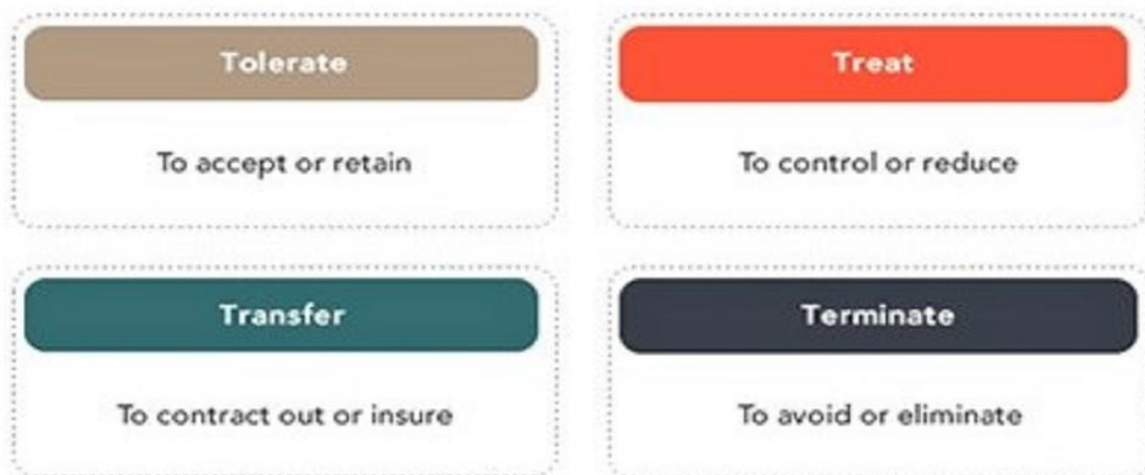 Tolerate
To accept or retain
Treat
To control or reduce
Transfer
To contract out or insure
Terminate
To avoid or eliminate